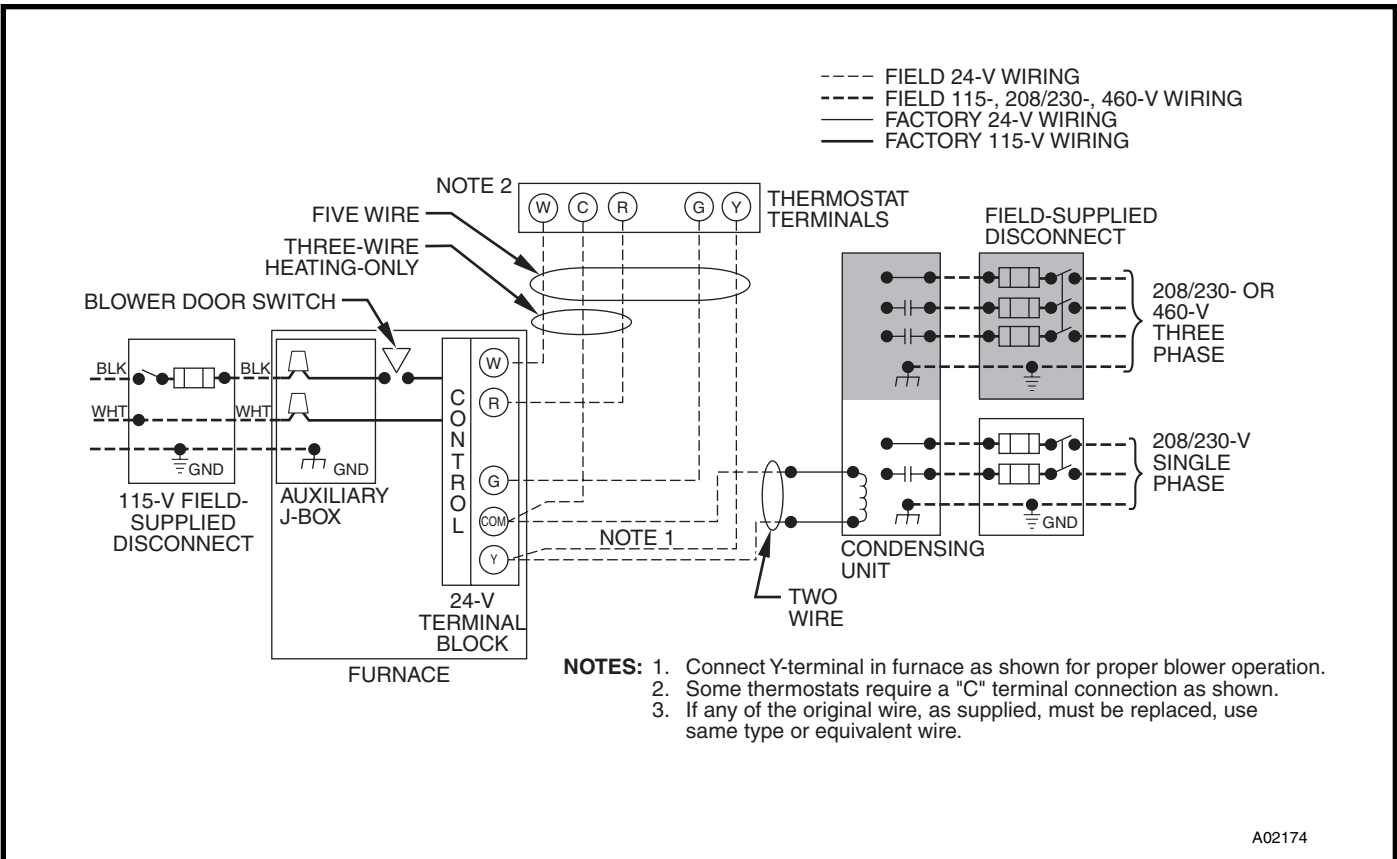 FIELD 24-V WIRING
FIELD 115-, 208/230-, 460-V WIRING
FACTORY 24-V WIRING
FACTORY 115-V WIRING
NOTE 2
FIVE WIRE
THREE-WIRE
HEATING-ONLY
BLOWER DOOR SWITCH
W
C
R
G
Y
THERMOSTAT
TERMINALS
FIELD-SUPPLIED
DISCONNECT
208/230- OR
460-V
THREE
PHASE
BLK
BLK
WHT
WHT
GND
GND
115-V FIELD-
SUPPLIED
DISCONNECT
AUXILIARY
J-BOX
CONTROL
W
R
G
COM
Y
24-V
TERMINAL
BLOCK
FURNACE
NOTE 1
TWO
WIRE
CONDENSING
UNIT
208/230-V
SINGLE
PHASE
GND
NOTES: 1. Connect Y-terminal in furnace as shown for proper blower operation.
2. Some thermostats require a "C" terminal connection as shown.
3. If any of the original wire, as supplied, must be replaced, use
same type or equivalent wire.
A02174